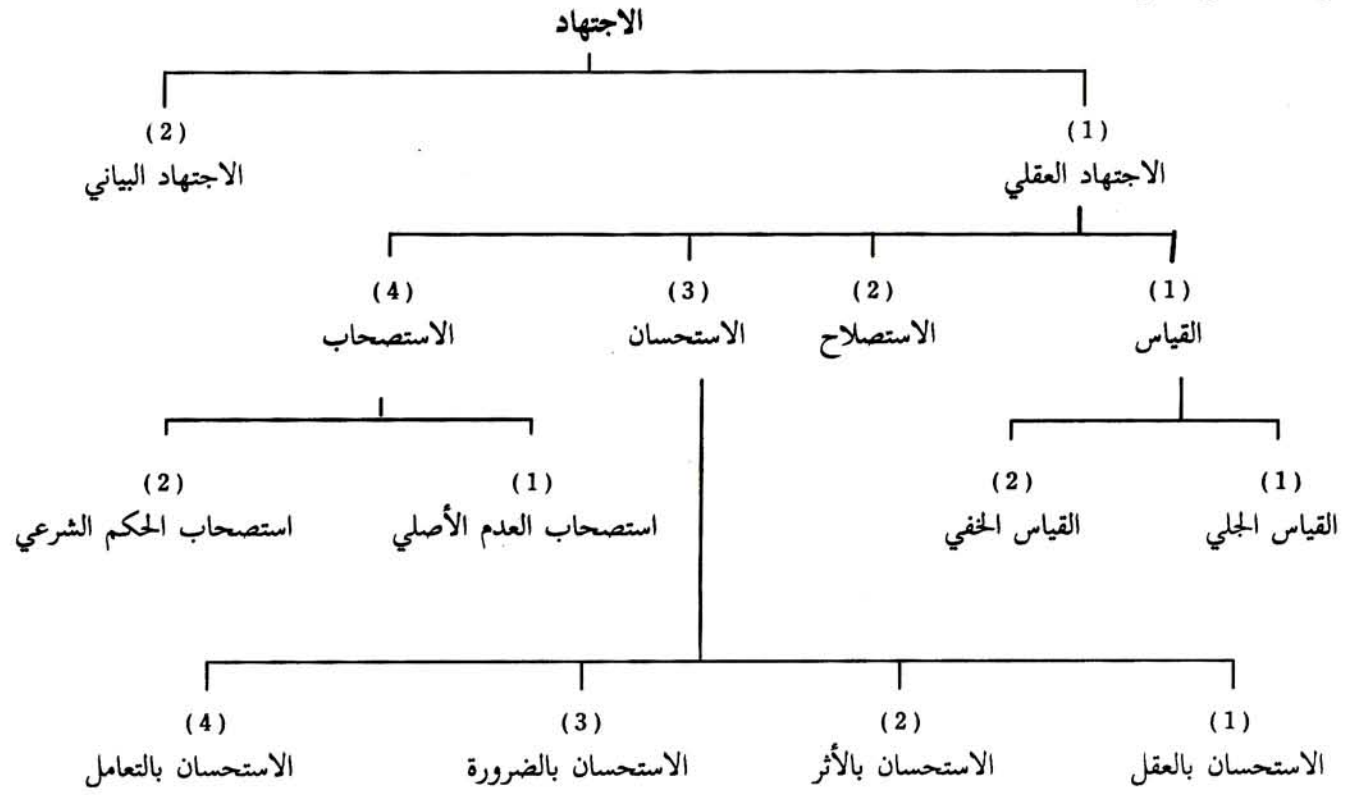 الاجتهاد
(1) (2)
الاجتهاد العقلي الاجتهاد البياني
(1) (2) (3) (4)
القياس الاستصلاح الاستحسان الاستصحاب
(1) (2) (1) (2)
القياس الجلي القياس الخفي استصحاب العدم الأصلي استصحاب الحكم الشرعي
(1) (2) (3) (4)
الاستحسان بالعقل الاستحسان بالأثر الاستحسان بالضرورة الاستحسان بالتعامل